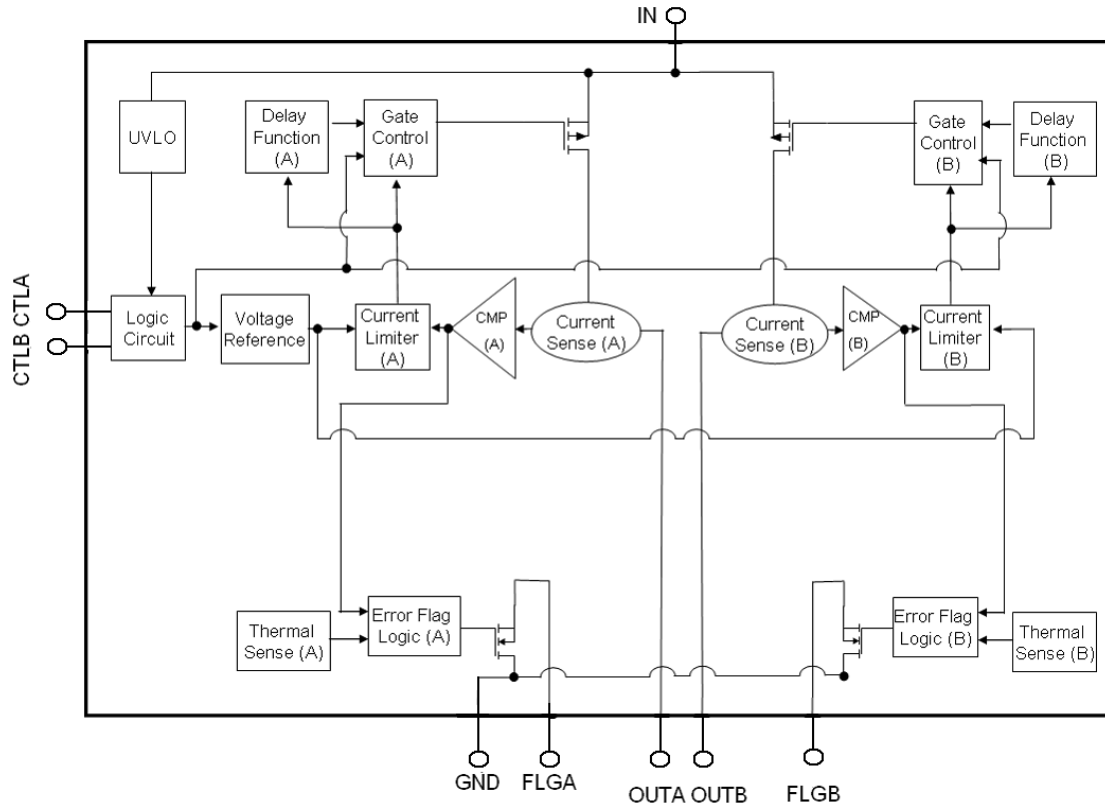 IN
UVLO
Delay
Function
(A)
Gate
Control
(A)
Gate
Control
(B)
Delay
Function
(B)
CTLB CTLA
Logic
Circuit
Voltage
Reference
Current
Limiter
(A)
CMP
(A)
Current
Sense (A)
Current
Sense (B)
CMP
(B)
Current
Limiter
(B)
Thermal
Sense (A)
Error Flag
Logic (A)
Error Flag
Logic (B)
Thermal
Sense (B)
GND
FLGA
OUTA OUTB
FLGB